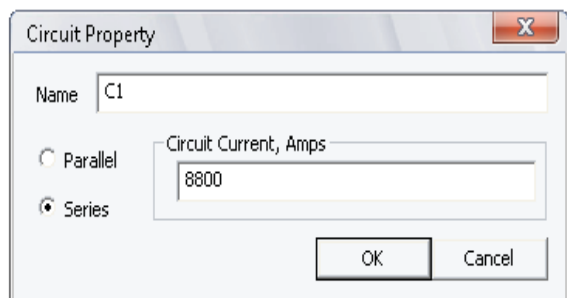 Circuit Property
Name C1
Parallel
Circuit Current, Amps
8800
Series
OK Cancel